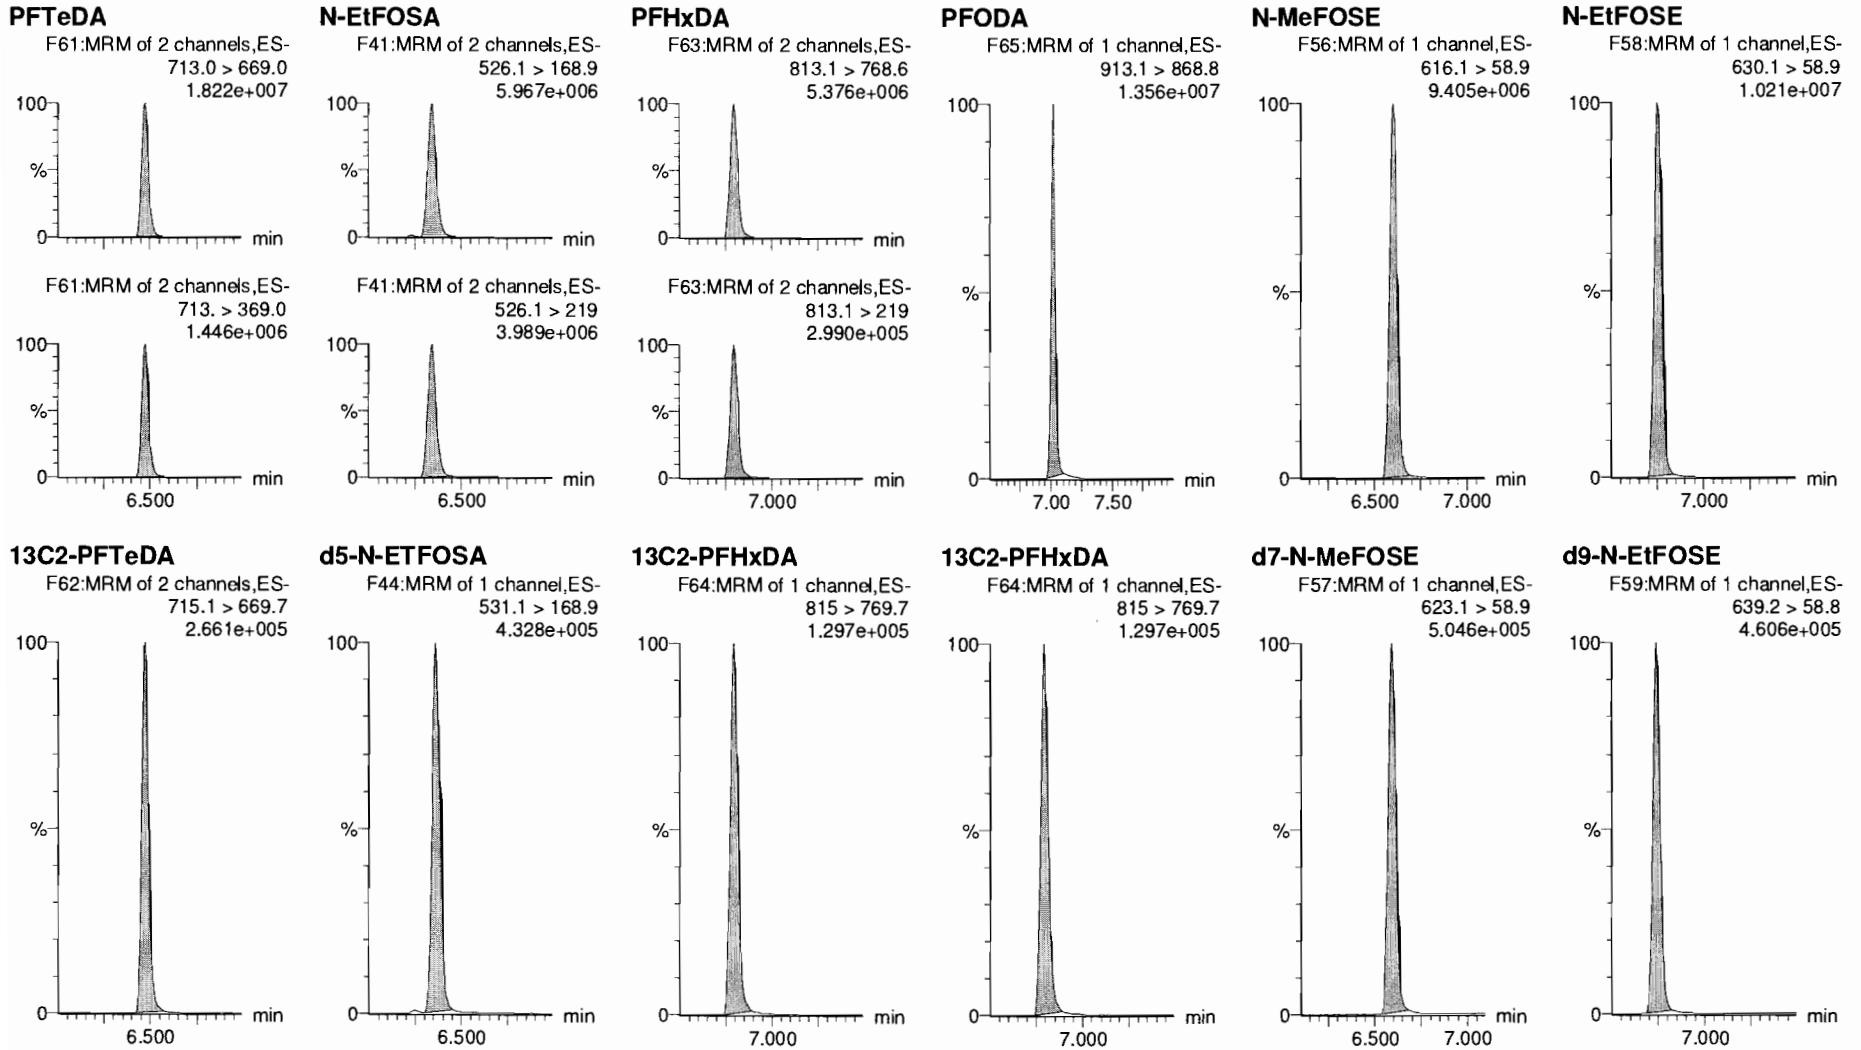 PFTeDA
F61:MRM of 2 channels,ES-
713.0 > 669.0
1.822e+007
100
%
0
min
F61:MRM of 2 channels,ES-
713. > 369.0
1.446e+006
100
%
0
min
6.500
N-EtFOSA
F41:MRM of 2 channels,ES-
526.1 > 168.9
5.967e+006
100
%
0
min
F41:MRM of 2 channels,ES-
526.1 > 219
3.989e+006
100
%
0
min
6.500
PFHxDA
F63:MRM of 2 channels,ES-
813.1 > 768.6
5.376e+006
100
%
0
min
F63:MRM of 2 channels,ES-
813.1 > 219
2.990e+005
100
%
0
min
7.000
PFODA
F65:MRM of 1 channel,ES-
913.1 > 868.8
1.356e+007
100
%
0
min
7.00 7.50
N-MeFOSE
F56:MRM of 1 channel,ES-
616.1 > 58.9
9.405e+006
100
%
0
min
6.500 7.000
N-EtFOSE
F58:MRM of 1 channel,ES-
630.1 > 58.9
1.021e+007
100
%
0
min
7.000
13C2-PFTeDA
F62:MRM of 2 channels,ES-
715.1 > 669.7
2.661e+005
100
%
0
min
6.500
d5-N-ETFOSA
F44:MRM of 1 channel,ES-
531.1 > 168.9
4.328e+005
100
%
0
min
6.500
13C2-PFHxDA
F64:MRM of 1 channel,ES-
815 > 769.7
1.297e+005
100
%
0
min
7.000
13C2-PFHxDA
F64:MRM of 1 channel,ES-
815 > 769.7
1.297e+005
100
%
0
min
7.000
d7-N-MeFOSE
F57:MRM of 1 channel,ES-
623.1 > 58.9
5.046e+005
100
%
0
min
6.500 7.000
d9-N-EtFOSE
F59:MRM of 1 channel,ES-
639.2 > 58.8
4.606e+005
100
%
0
min
7.000